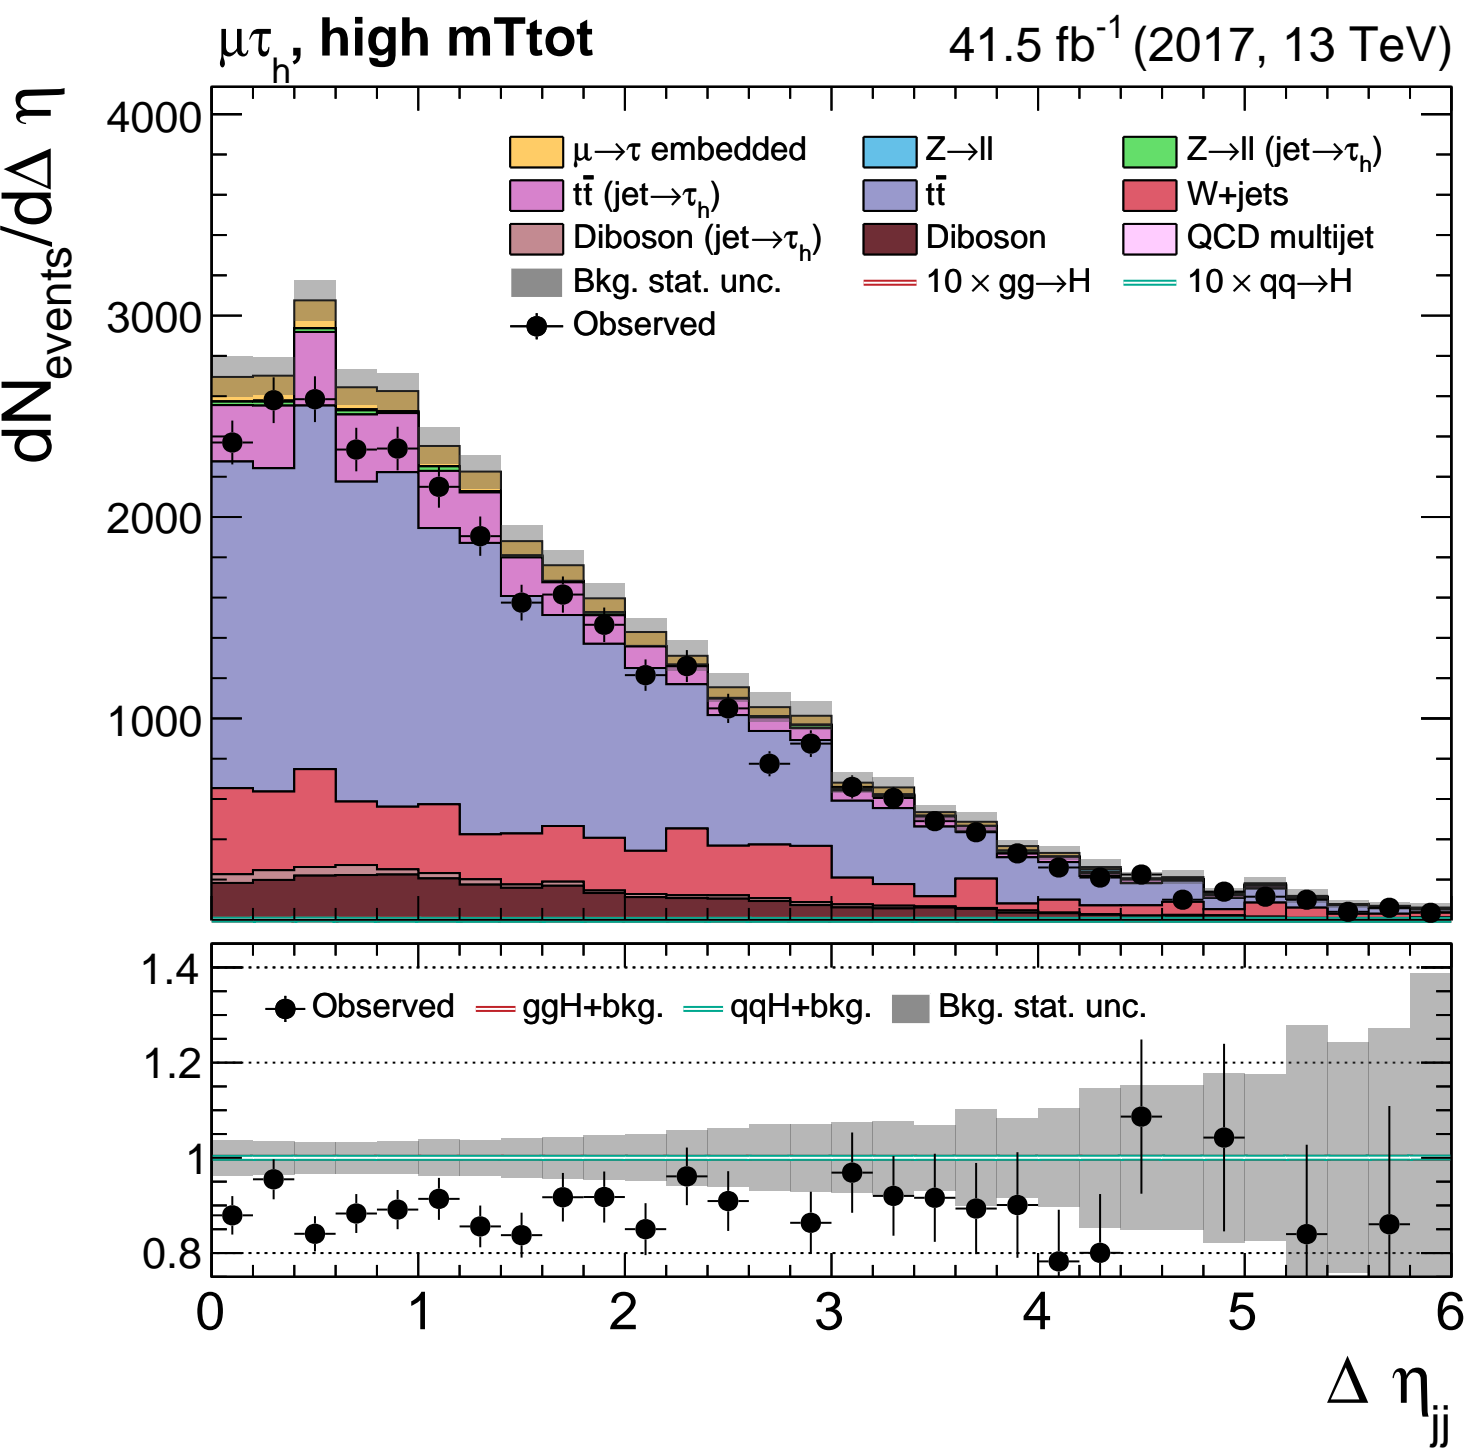 μτh, high mTtot 41.5 fb-1 (2017, 13 TeV)
dNevents/dΔ η
4000
3000
2000
1000
μ→τ embedded Z→ll Z→ll (jet→τh)
tt̄ (jet→τh) tt̄ W+jets
Diboson (jet→τh) Diboson QCD multijet
Bkg. stat. unc. 10 × gg→H 10 × qq→H
Observed
1.4
1.2
1
0.8
Observed ggH+bkg. qqH+bkg. Bkg. stat. unc.
0 1 2 3 4 5 6
Δ ηjj